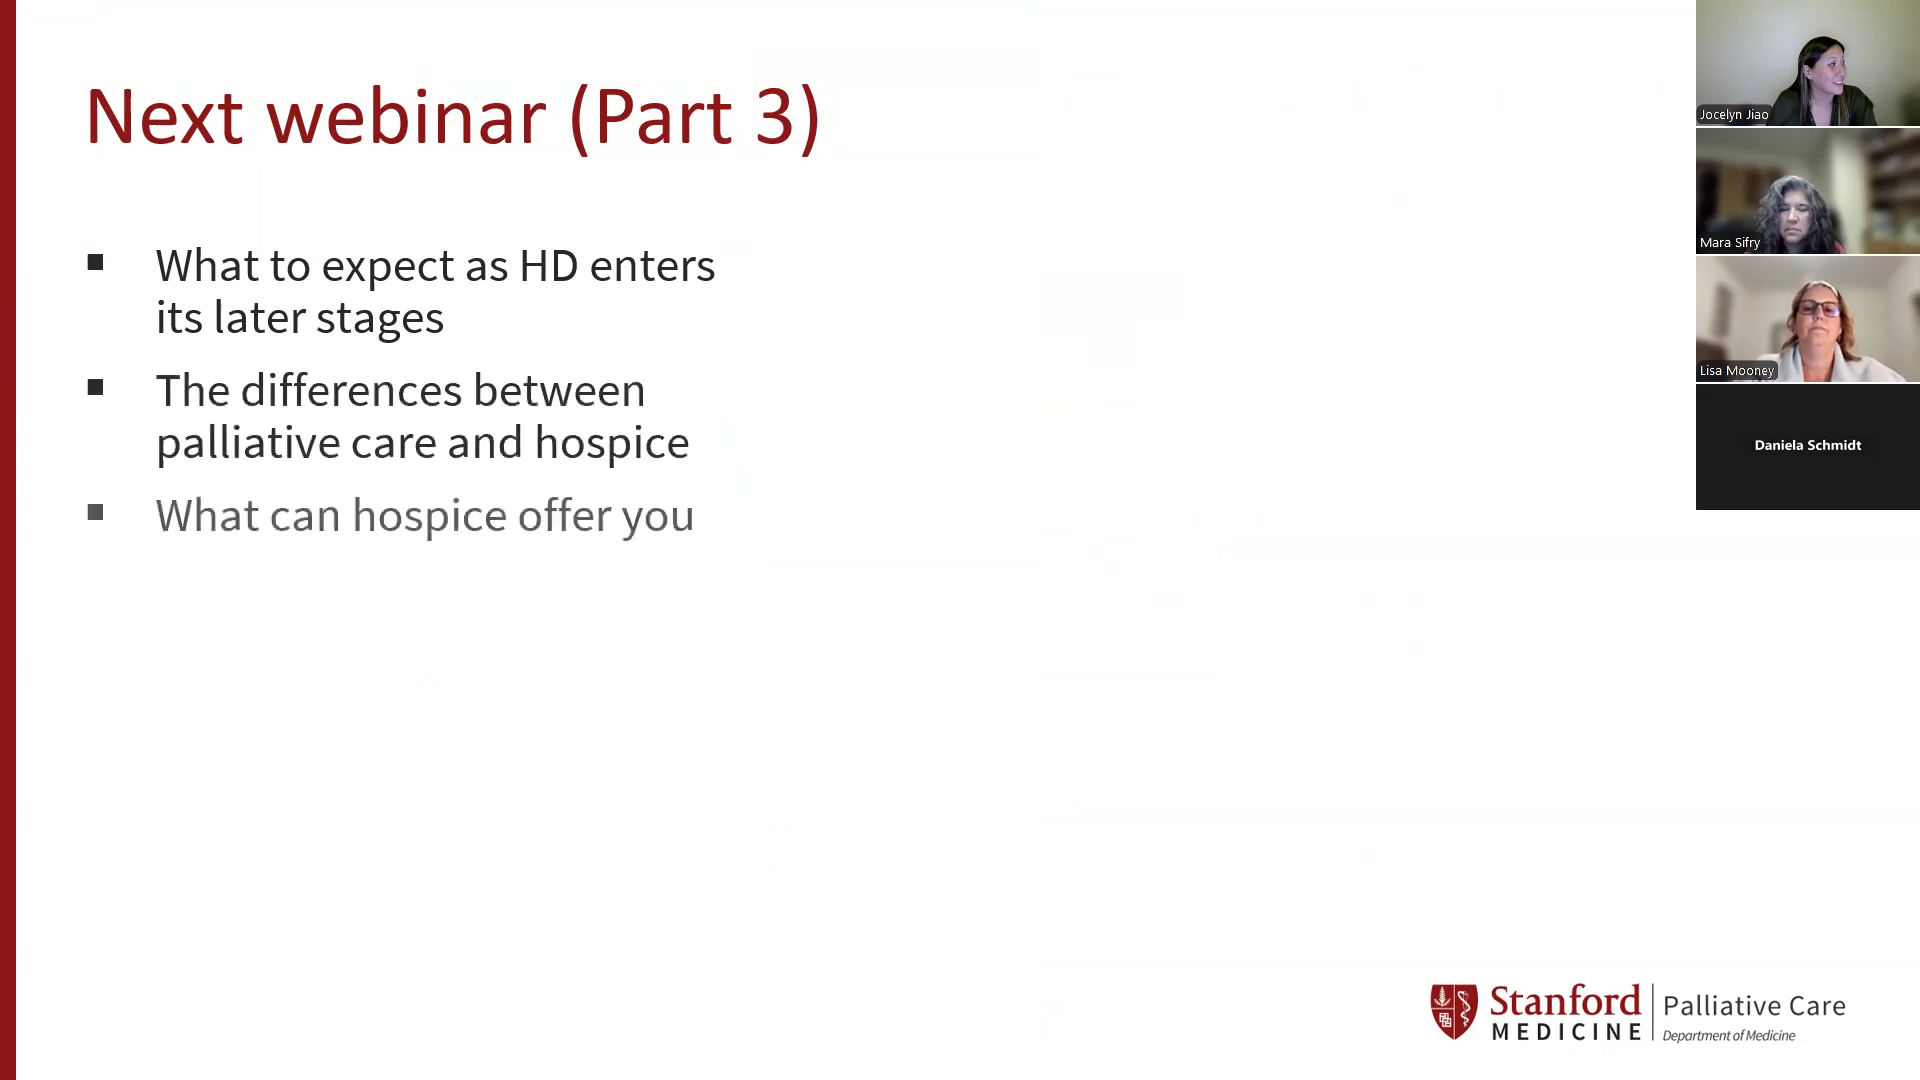 Next webinar (Part 3)
What to expect as HD enters
its later stages
The differences between
palliative care and hospice
What can hospice offer you
Jocelyn Jiao
Mara Sifry
Lisa Mooney
Daniela Schmidt
Stanford
MEDICINE
Palliative Care
Department of Medicine